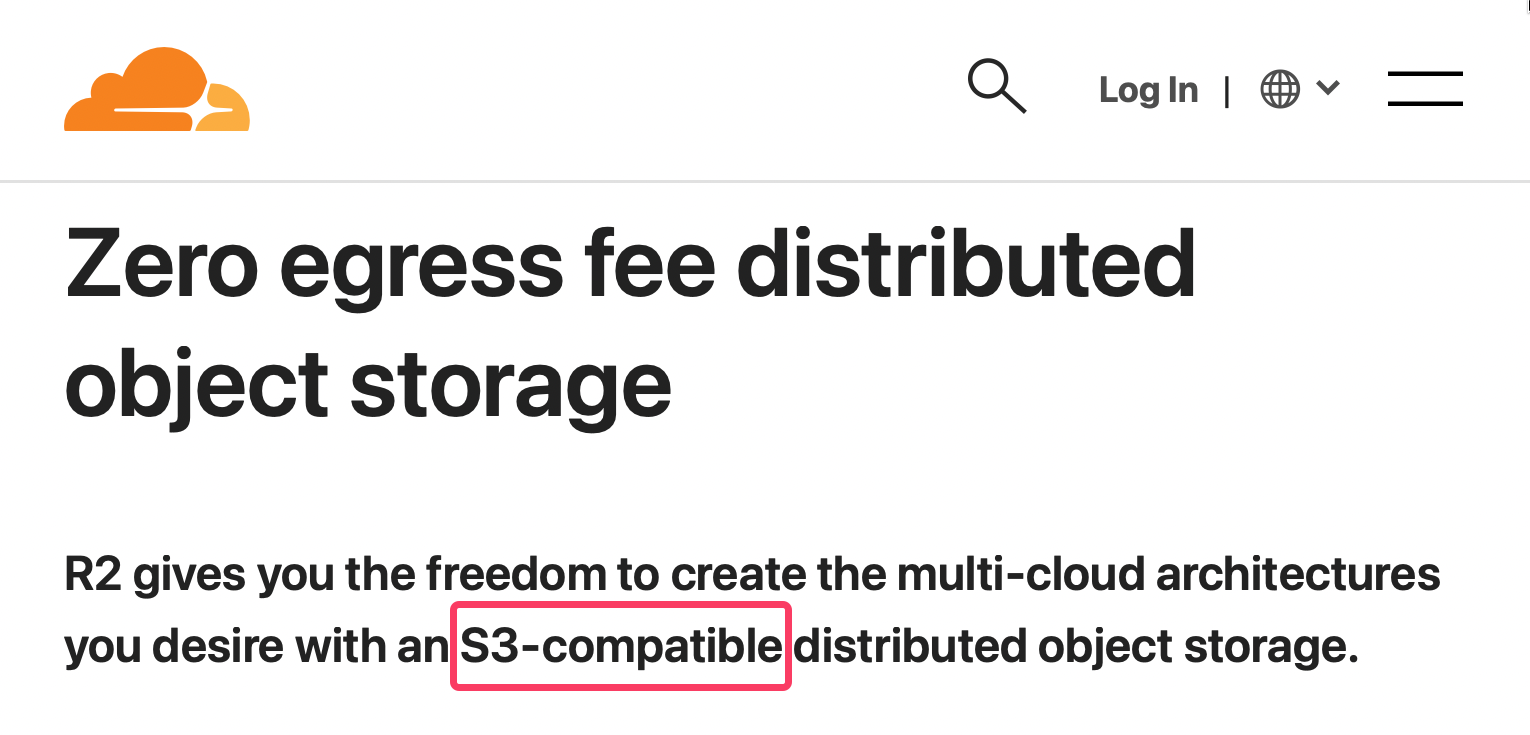 Log In |
Zero egress fee distributed
object storage
R2 gives you the freedom to create the multi-cloud architectures
you desire with an S3-compatible distributed object storage.